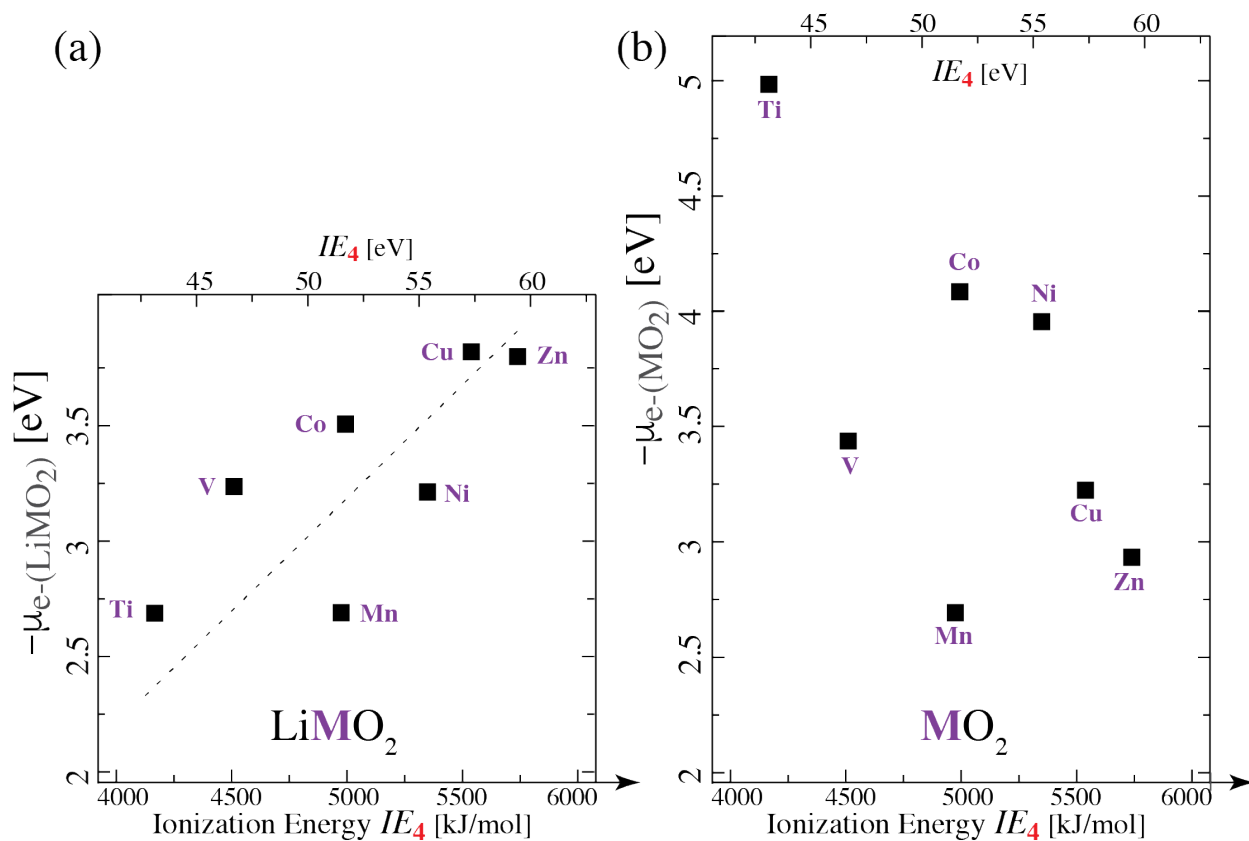 (a)
IE4 [eV]
45 50 55 60
−μe-(LiMO2) [eV]
3.5
3
2.5
2
Cu
Zn
Co
V
Ni
Ti
Mn
LiMO2
4000 4500 5000 5500 6000
Ionization Energy IE4 [kJ/mol]
(b)
45 50 55 60
IE4 [eV]
−μe-(MO2) [eV]
5
4.5
4
3.5
3
2.5
2
Ti
Co
Ni
V
Cu
Zn
Mn
MO2
4000 4500 5000 5500 6000
Ionization Energy IE4 [kJ/mol]